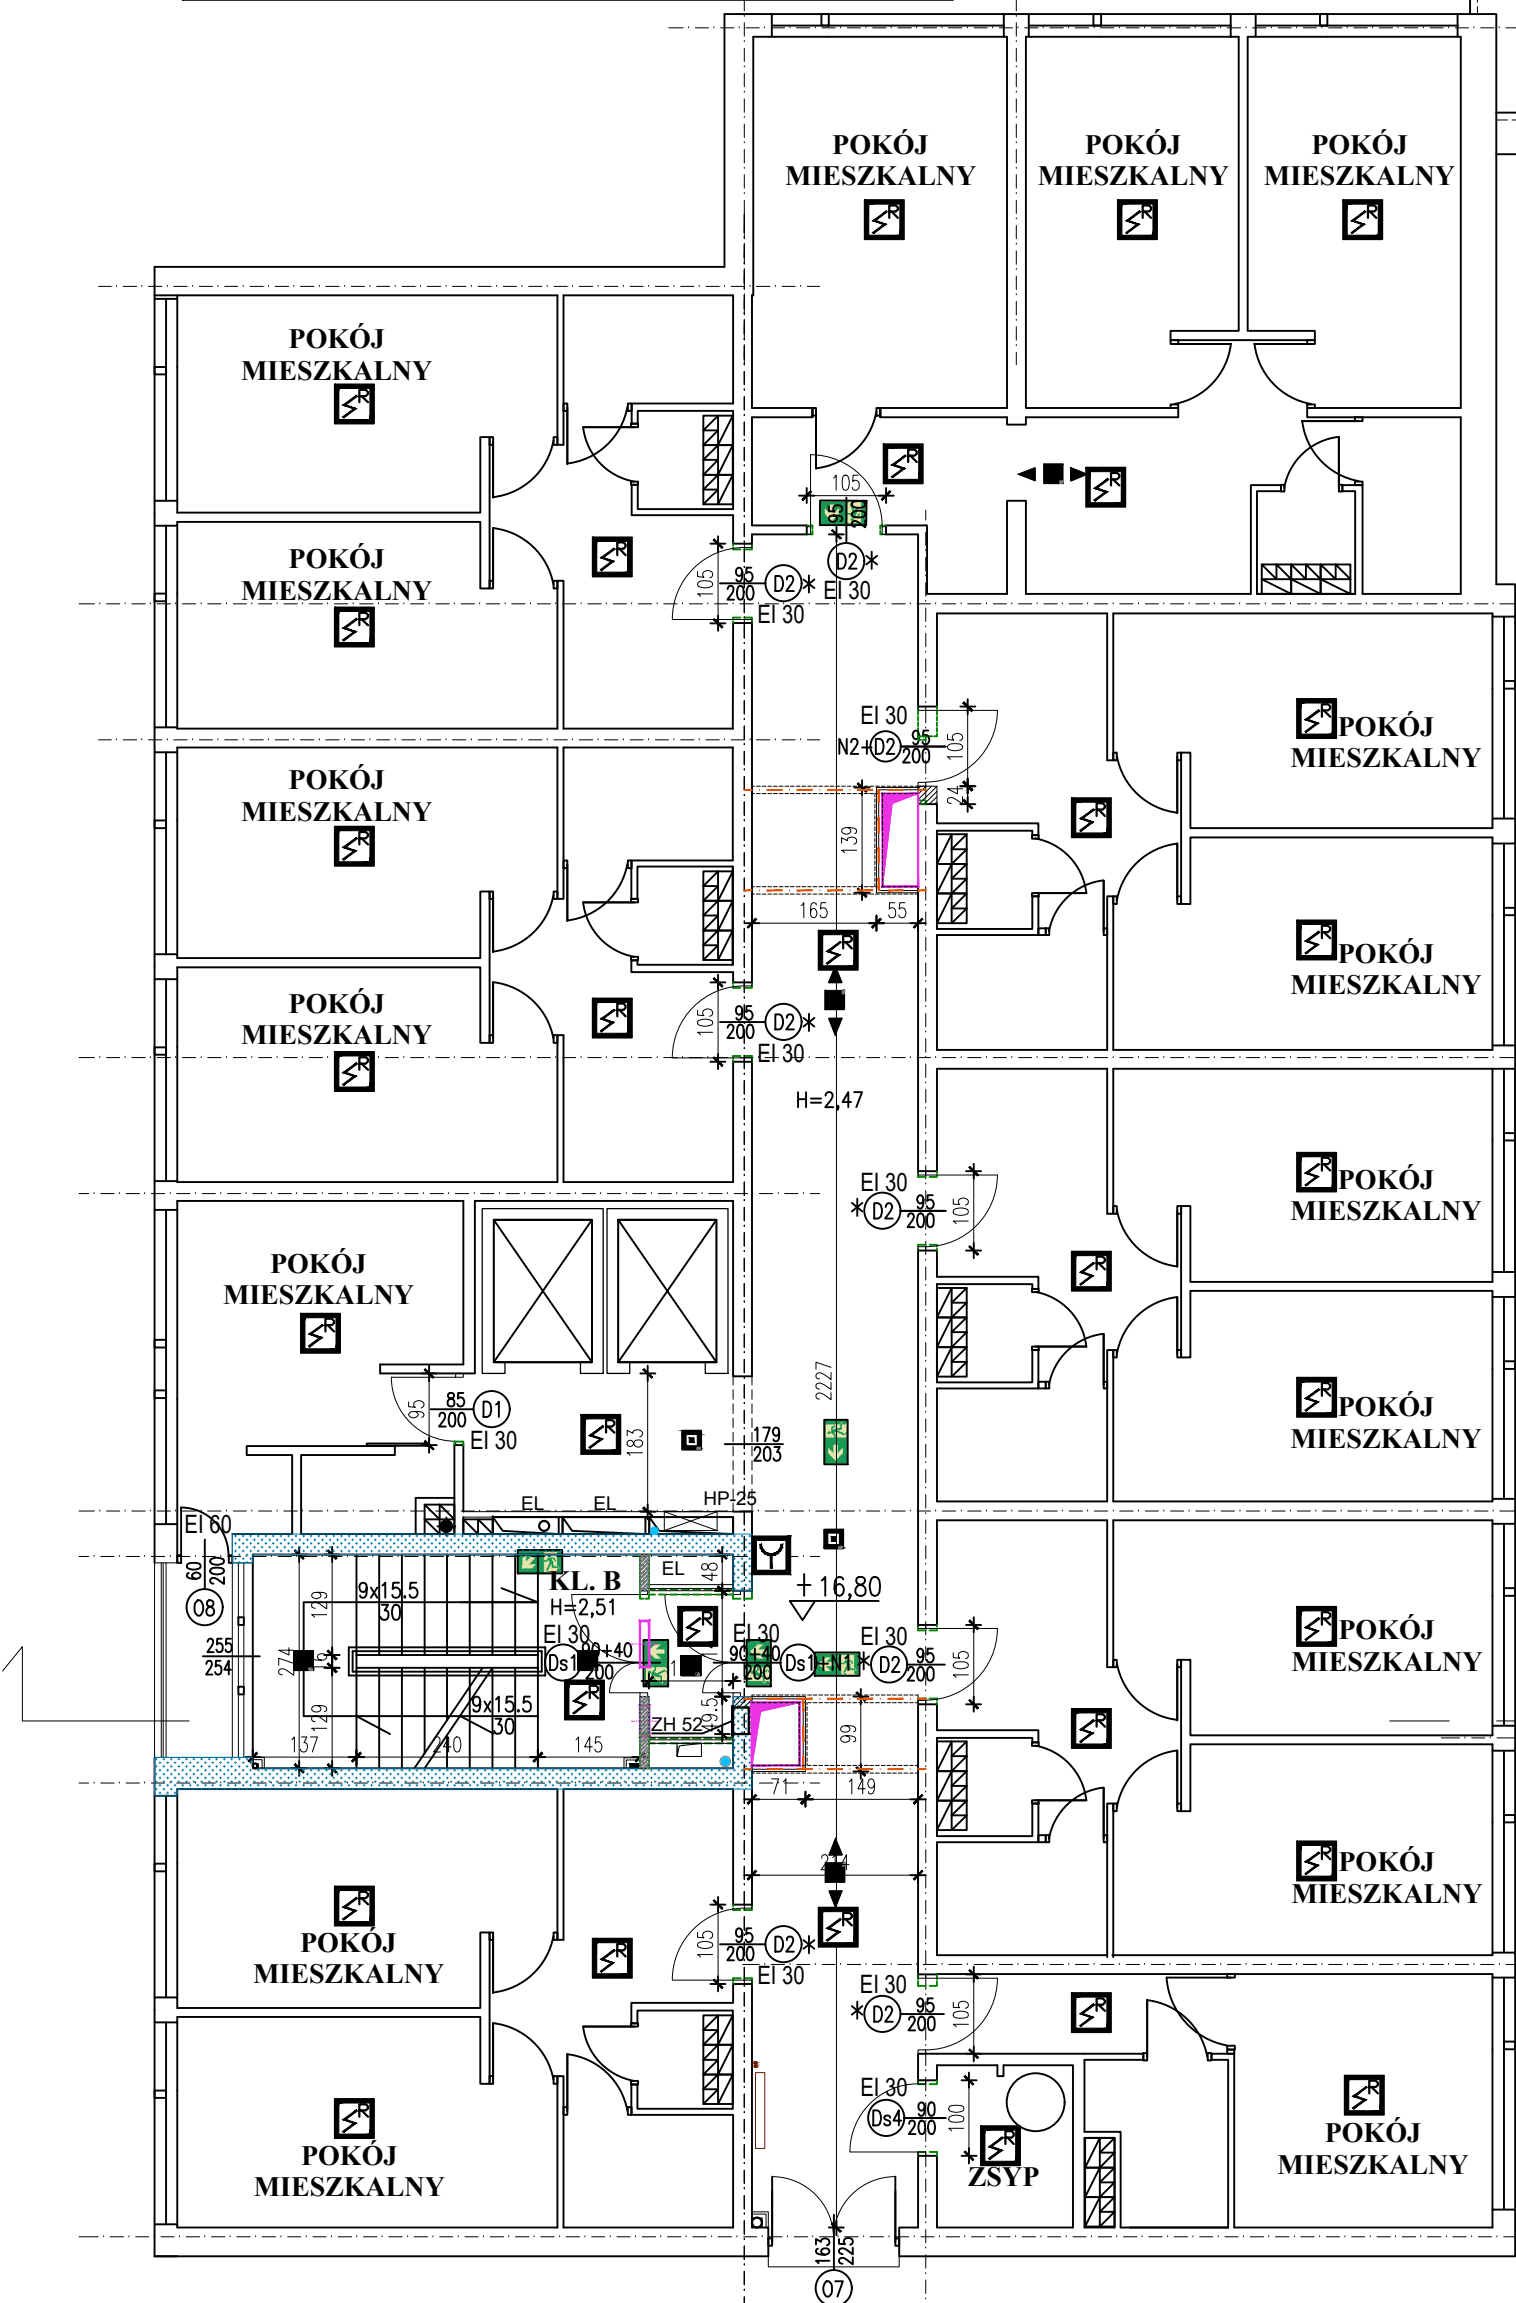 POKÓJ
MIESZKALNY
R
POKÓJ
MIESZKALNY
R
POKÓJ
MIESZKALNY
R
POKÓJ
MIESZKALNY
R
R
R
105
95
200
D2*
EI 30
POKÓJ
MIESZKALNY
R
R
105
95
200
D2*
EI 30
EI 30
N2+D2
95
200
105
24
R
POKÓJ
MIESZKALNY
POKÓJ
MIESZKALNY
R
139
165
55
R
R
R
POKÓJ
MIESZKALNY
POKÓJ
MIESZKALNY
R
R
105
95
200
D2*
EI 30
H=2,47
EI 30
*D2
95
200
105
R
POKÓJ
MIESZKALNY
R
POKÓJ
MIESZKALNY
R
2227
R
POKÓJ
MIESZKALNY
95
85
200
D1
EI 30
R
183
179
203
EL
EL
HP-25
EI 60
60
200
08
255
254
129
274
129
9x15.5
30
9x15.5
30
KL. B
H=2,51
EL
48
EI 30
Ds1
90+40
200
R
R
EI 30
90+40
200
Ds1+N1
+16,80
EI 30
*D2
95
200
105
R
POKÓJ
MIESZKALNY
R
137
240
145
ZH 52
49.5
99
71
149
214
R
POKÓJ
MIESZKALNY
R
POKÓJ
MIESZKALNY
R
105
95
200
D2*
EI 30
R
EI 30
*D2
95
200
105
R
EI 30
Ds4
90
200
100
R
ZSYP
R
POKÓJ
MIESZKALNY
R
POKÓJ
MIESZKALNY
163
225
07